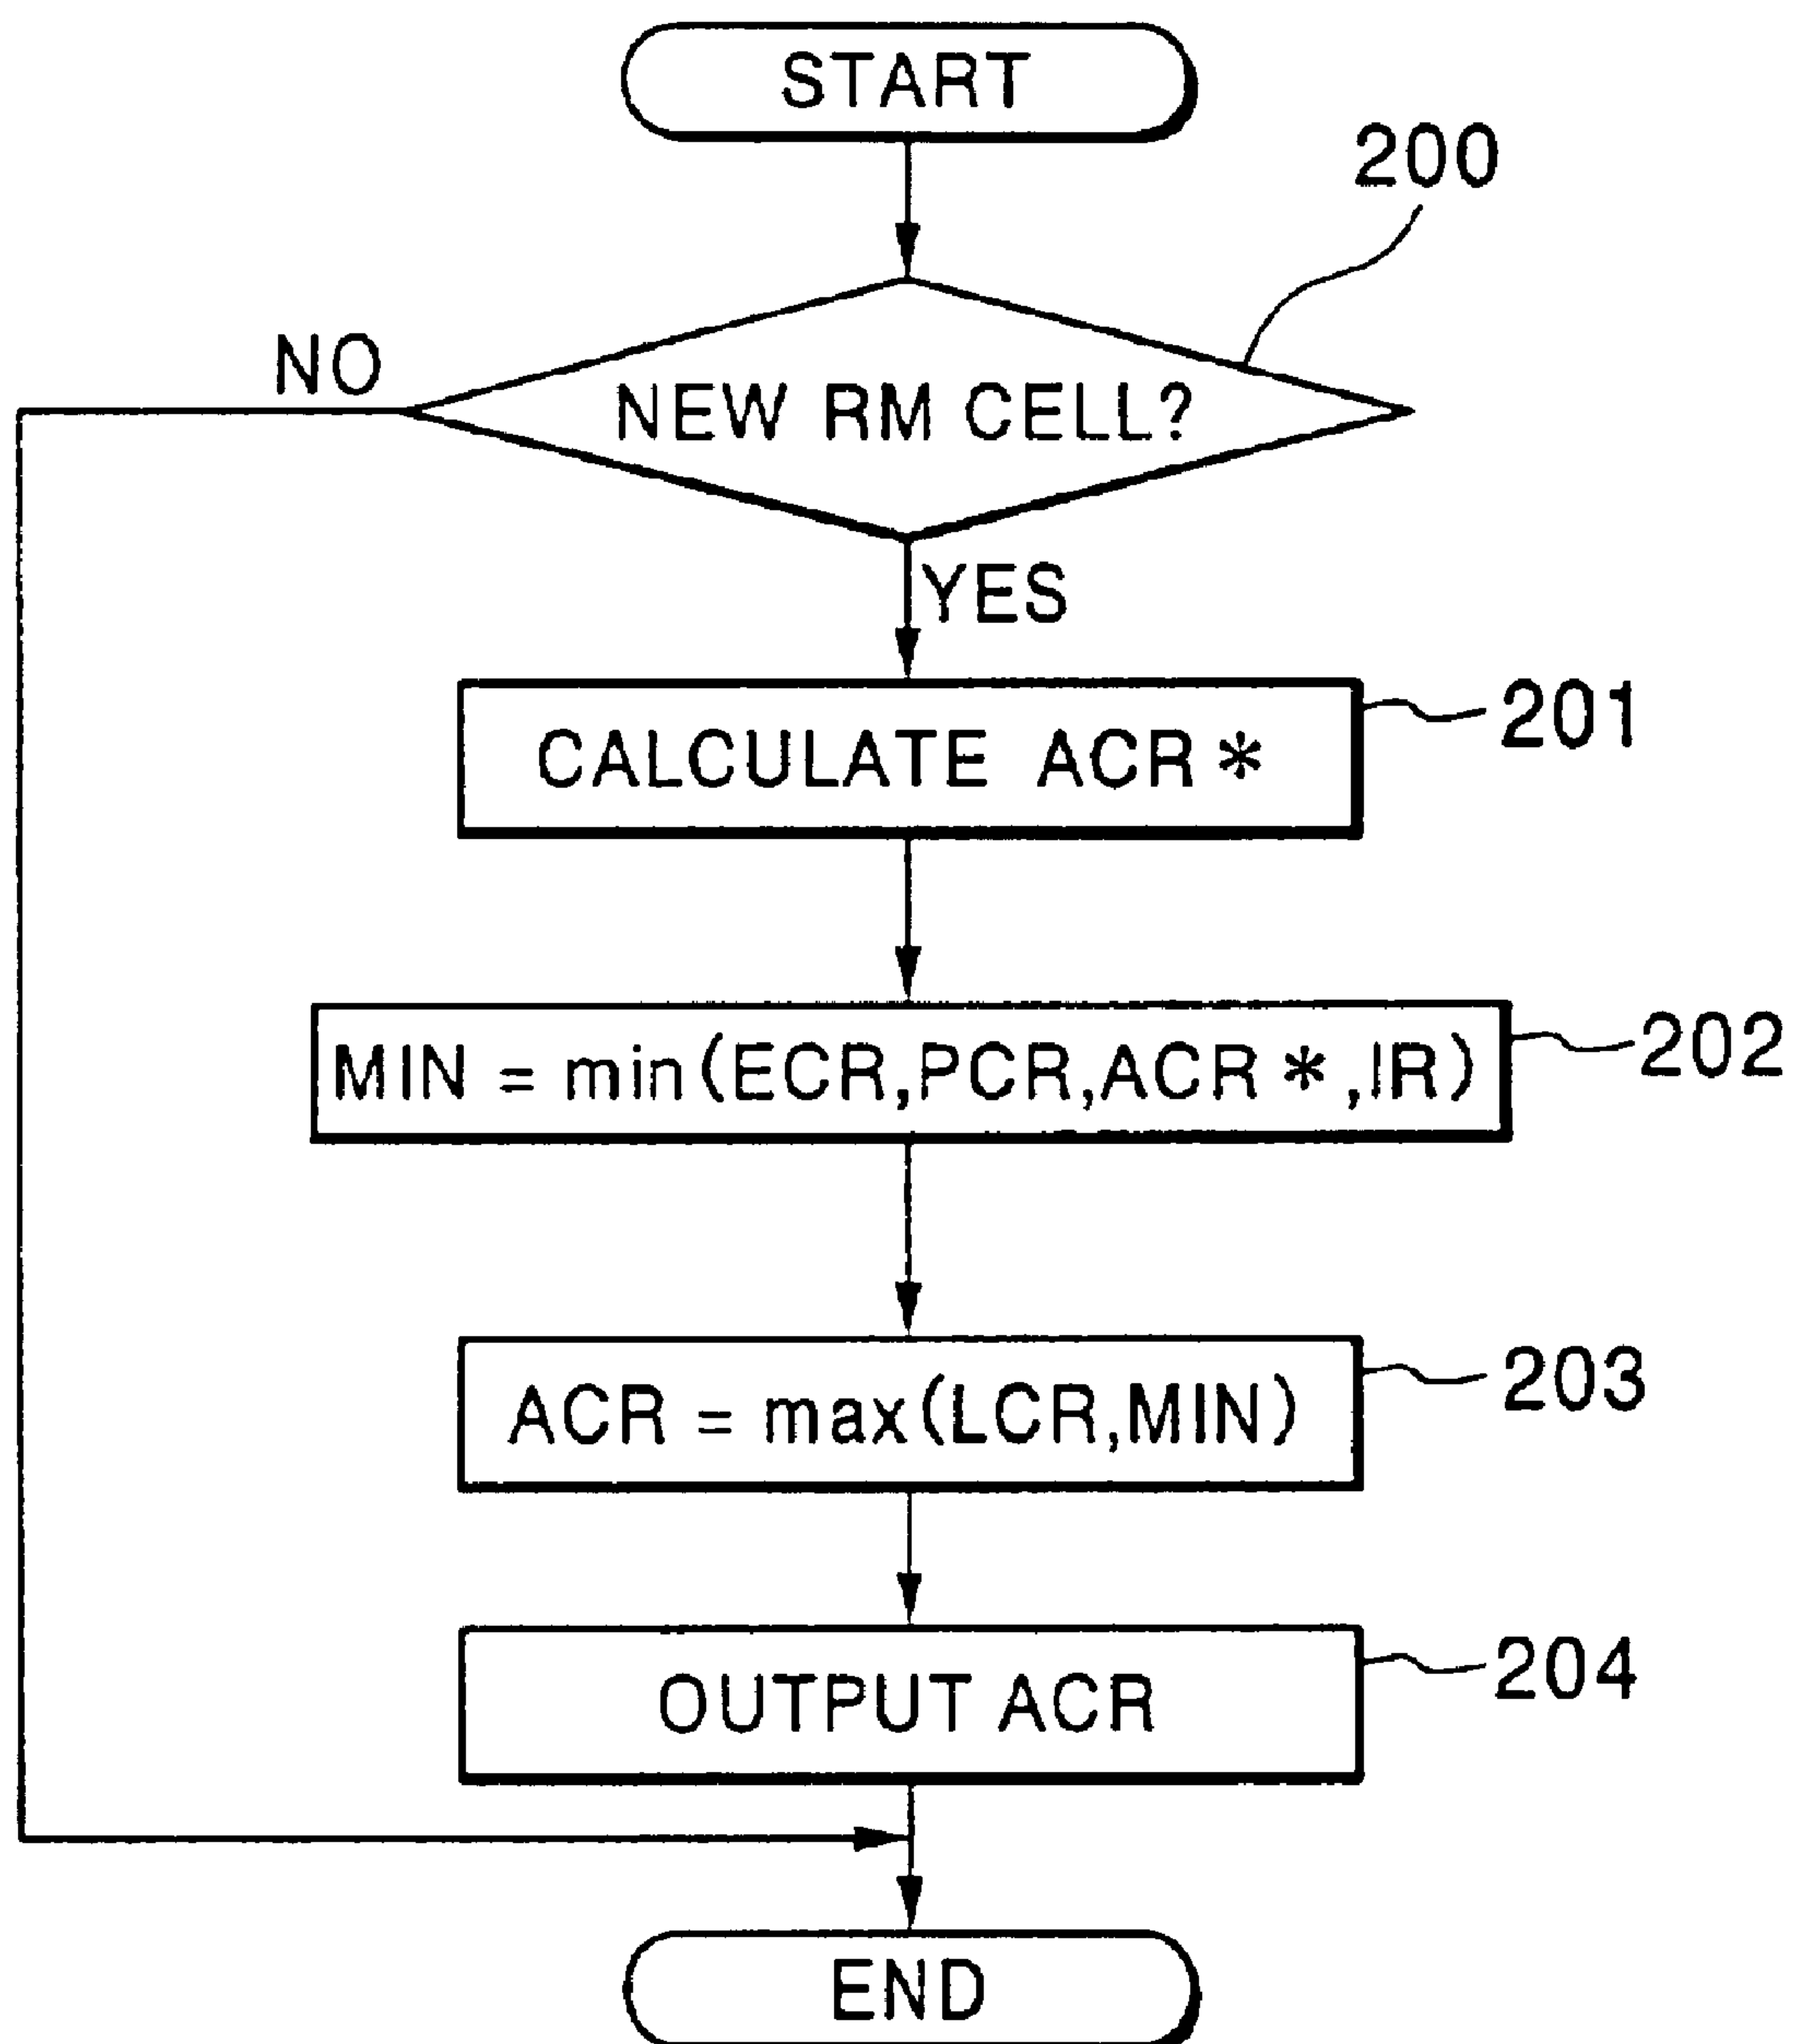 START
200
NO
NEW RM CELL?
YES
CALCULATE ACR*
201
MIN = min(ECR,PCR,ACR*,IR)
202
ACR = max(LCR,MIN)
203
OUTPUT ACR
204
END